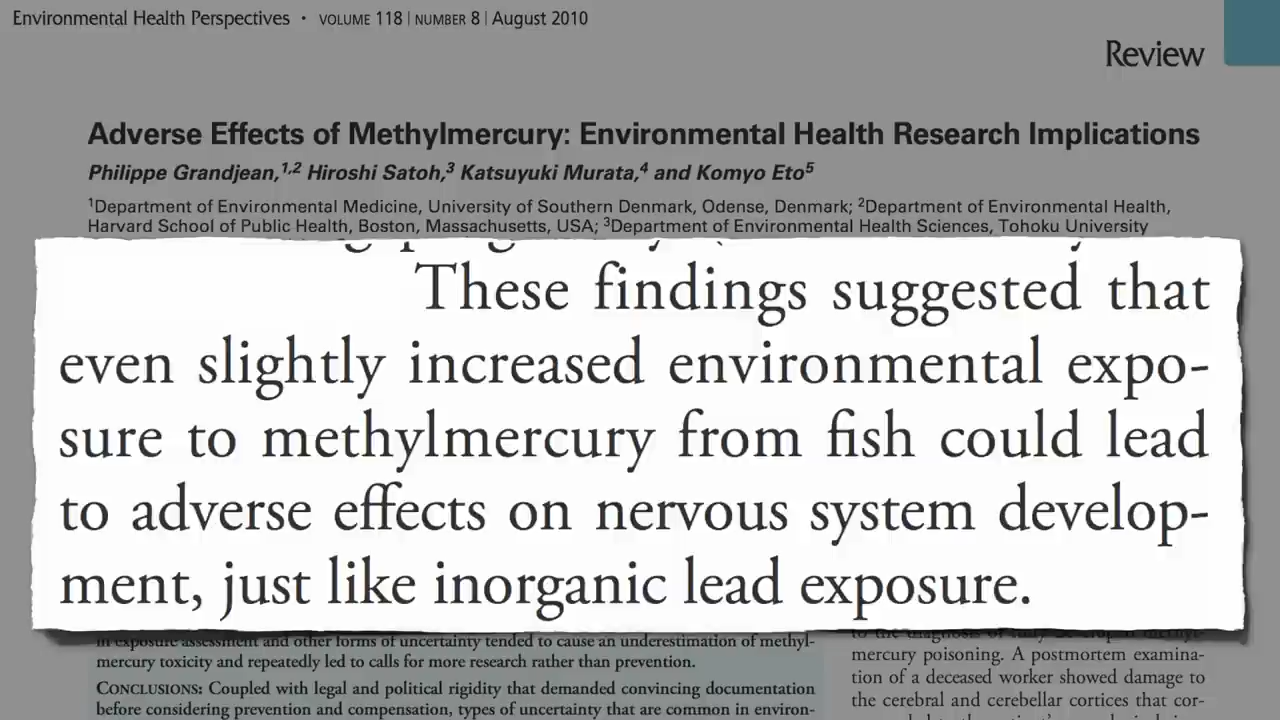 Environmental Health Perspectives • VOLUME 118 | NUMBER 8 | August 2010
Review
Adverse Effects of Methylmercury: Environmental Health Research Implications
Philippe Grandjean,1,2 Hiroshi Satoh,3 Katsuyuki Murata,4 and Komyo Eto5
1Department of Environmental Medicine, University of Southern Denmark, Odense, Denmark; 2Department of Environmental Health,
Harvard School of Public Health, Boston, Massachusetts, USA; 3Department of Environmental Health Sciences, Tohoku University
These findings suggested that
even slightly increased environmental expo-
sure to methylmercury from fish could lead
to adverse effects on nervous system develop-
ment, just like inorganic lead exposure.
in exposure assessment and other forms of uncertainty tended to cause an underestimation of methyl-
mercury toxicity and repeatedly led to calls for more research rather than prevention.
CONCLUSIONS: Coupled with legal and political rigidity that demanded convincing documentation
before considering prevention and compensation, types of uncertainty that are common in environ-
mercury poisoning. A postmortem examina-
tion of a deceased worker showed damage to
the cerebral and cerebellar cortices that cor-